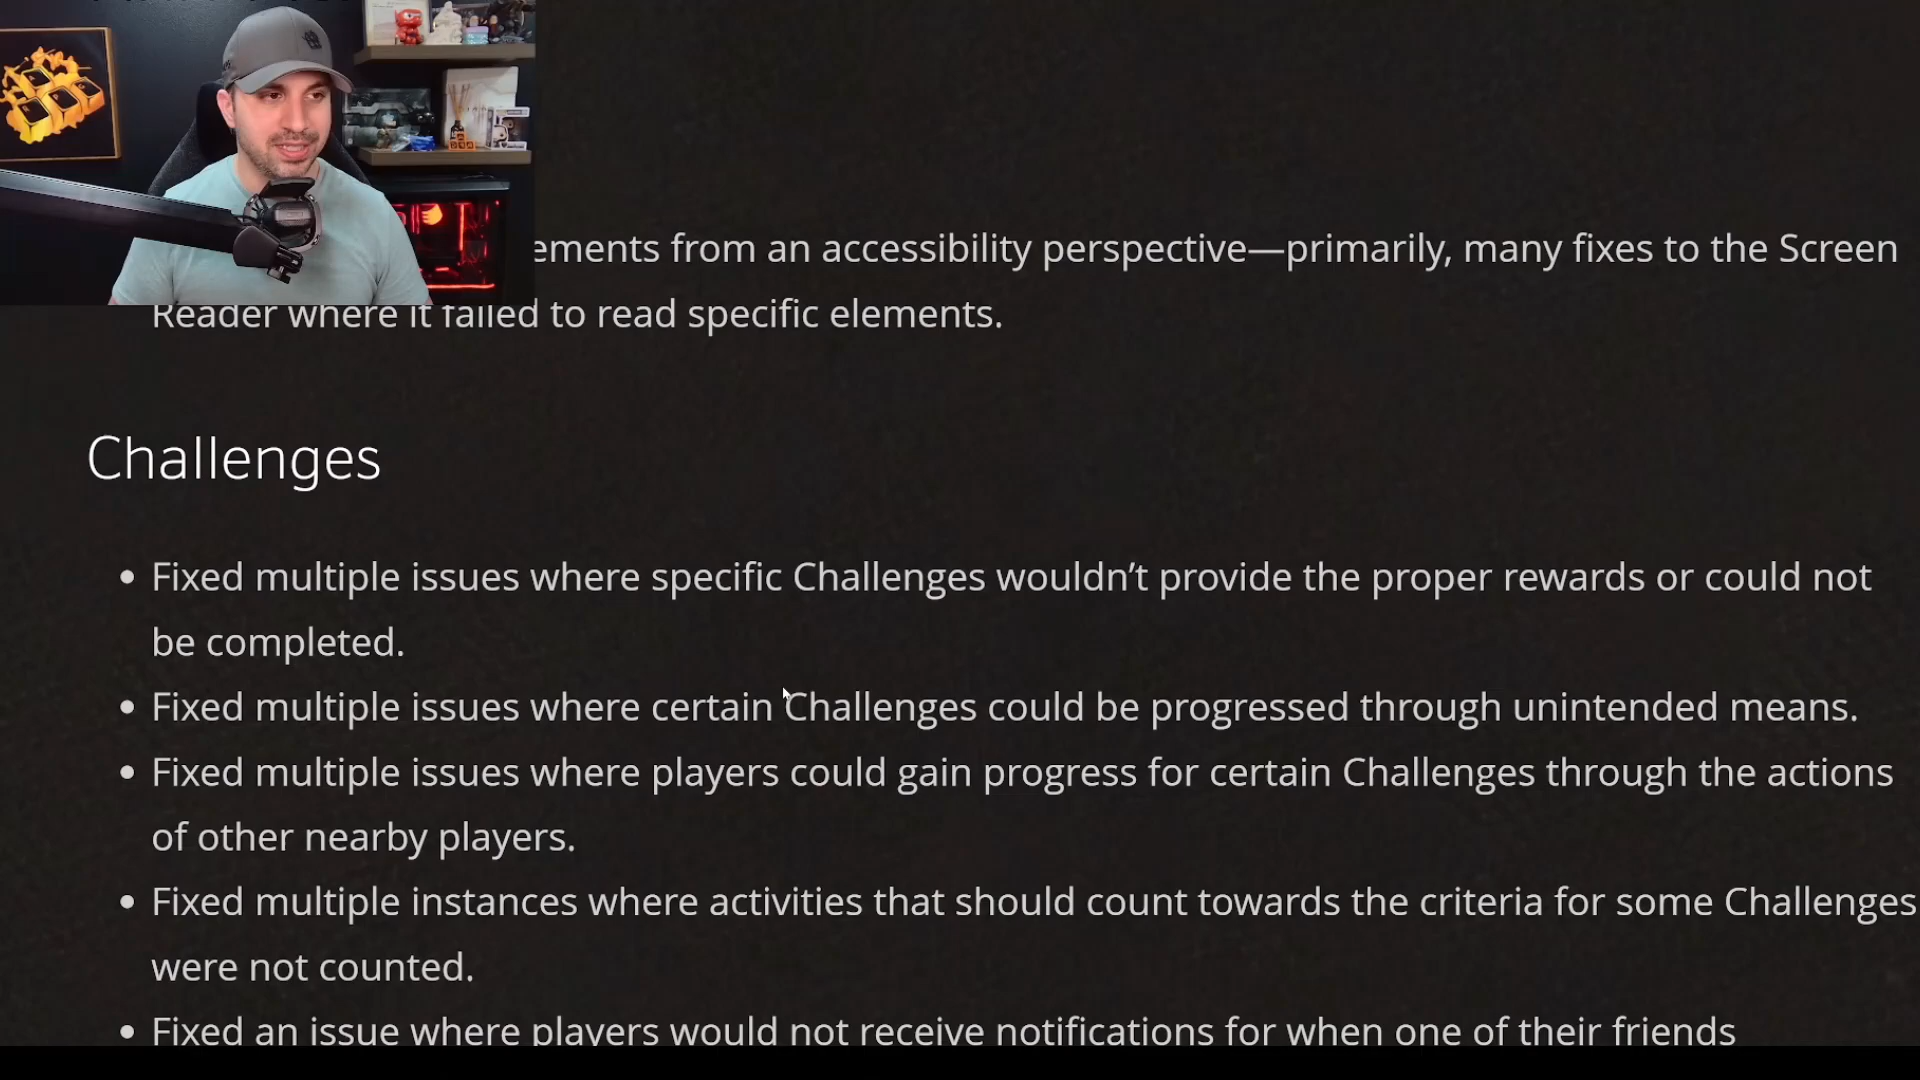 ements from an accessibility perspective—primarily, many fixes to the Screen
Reader where it failed to read specific elements.
Challenges
• Fixed multiple issues where specific Challenges wouldn’t provide the proper rewards or could not
be completed.
• Fixed multiple issues where certain Challenges could be progressed through unintended means.
• Fixed multiple issues where players could gain progress for certain Challenges through the actions
of other nearby players.
• Fixed multiple instances where activities that should count towards the criteria for some Challenges
were not counted.
• Fixed an issue where players would not receive notifications for when one of their friends